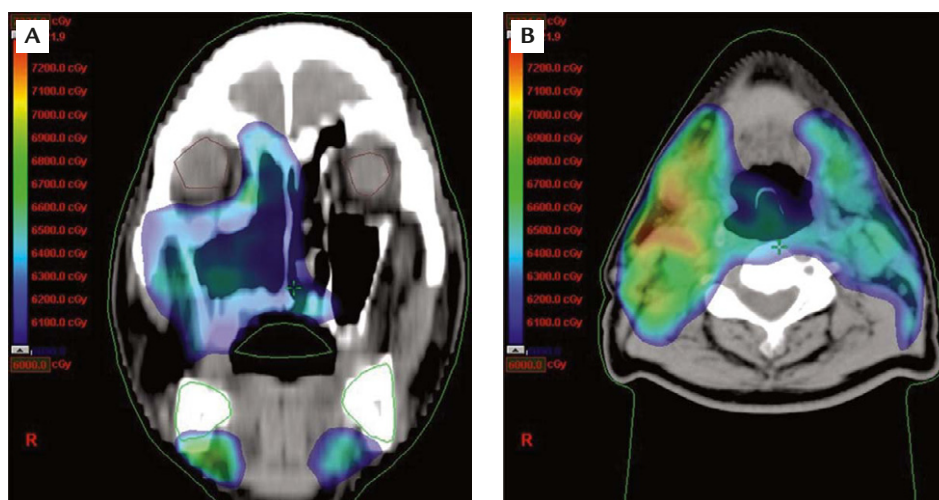 A
cGy
1.9
7200.0 cGy
7100.0 cGy
7000.0 cGy
6900.0 cGy
6800.0 cGy
6700.0 cGy
6600.0 cGy
6500.0 cGy
6400.0 cGy
6300.0 cGy
6200.0 cGy
6100.0 cGy
6000.0 cGy
R
B
cGy
1.9
7200.0 cGy
7100.0 cGy
7000.0 cGy
6900.0 cGy
6800.0 cGy
6700.0 cGy
6600.0 cGy
6500.0 cGy
6400.0 cGy
6300.0 cGy
6200.0 cGy
6100.0 cGy
6000.0 cGy
R